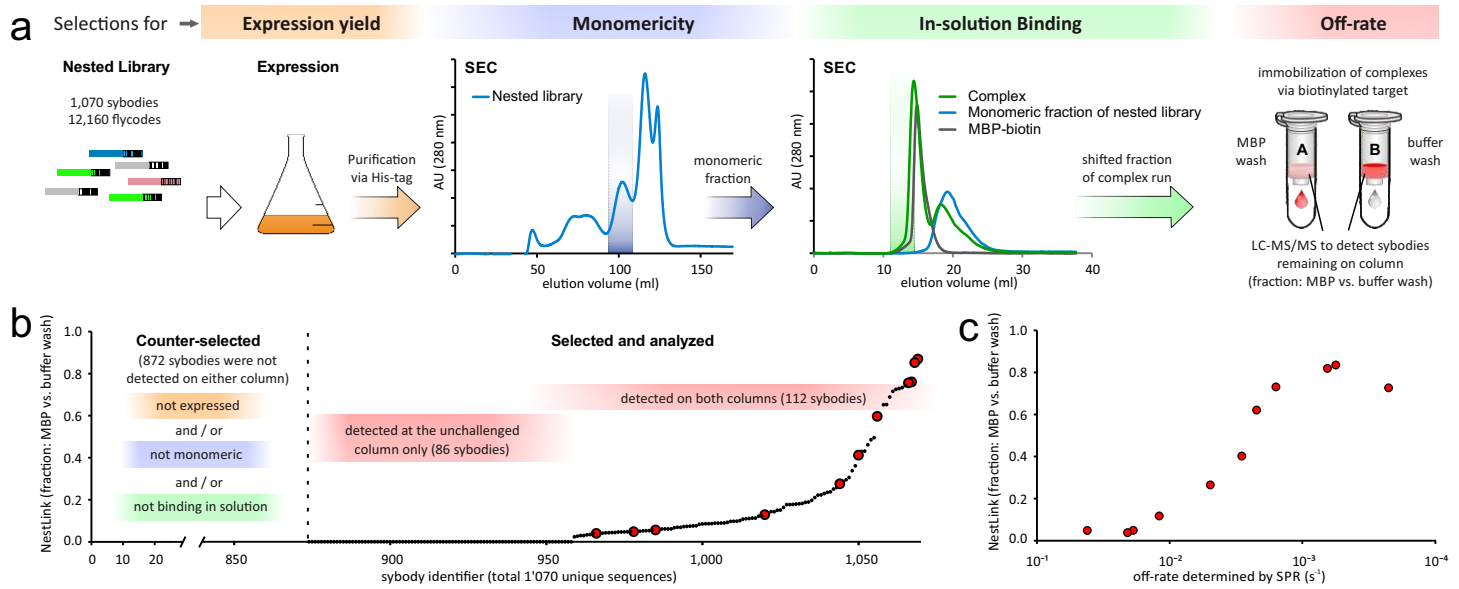 a
Selections for
Expression yield
Monomericity
In-solution Binding
Off-rate
Nested Library
1,070 sybodies
12,160 flycodes
Expression
Purification
via His-tag
SEC
Nested library
AU (280 nm)
0
50
100
150
elution volume (ml)
monomeric
fraction
SEC
Complex
Monomeric fraction of nested library
MBP-biotin
AU (280 nm)
0
10
20
30
40
elution volume (ml)
shifted fraction
of complex run
immobilization of complexes
via biotinylated target
MBP
wash
A
B
buffer
wash
LC-MS/MS to detect sybodies
remaining on column
(fraction: MBP vs. buffer wash)
b
NestLink (fraction: MBP vs. buffer wash)
1.0
0.8
0.6
0.4
0.2
0.0
Counter-selected
(872 sybodies were not
detected on either column)
not expressed
and / or
not monomeric
and / or
not binding in solution
Selected and analyzed
detected on both columns (112 sybodies)
detected at the unchallenged
column only (86 sybodies)
0
10
20
850
900
950
1,000
1,050
sybody identifier (total 1'070 unique sequences)
c
NestLink (fraction: MBP vs. buffer wash)
1.0
0.8
0.6
0.4
0.2
0.0
10⁻¹
10⁻²
10⁻³
10⁻⁴
off-rate determined by SPR (s⁻¹)